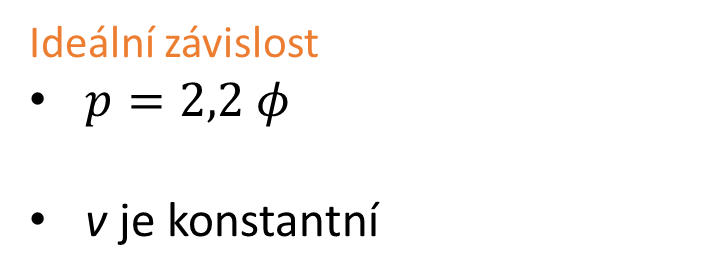 Ideální závislost
• p = 2,2 ϕ
• v je konstantní